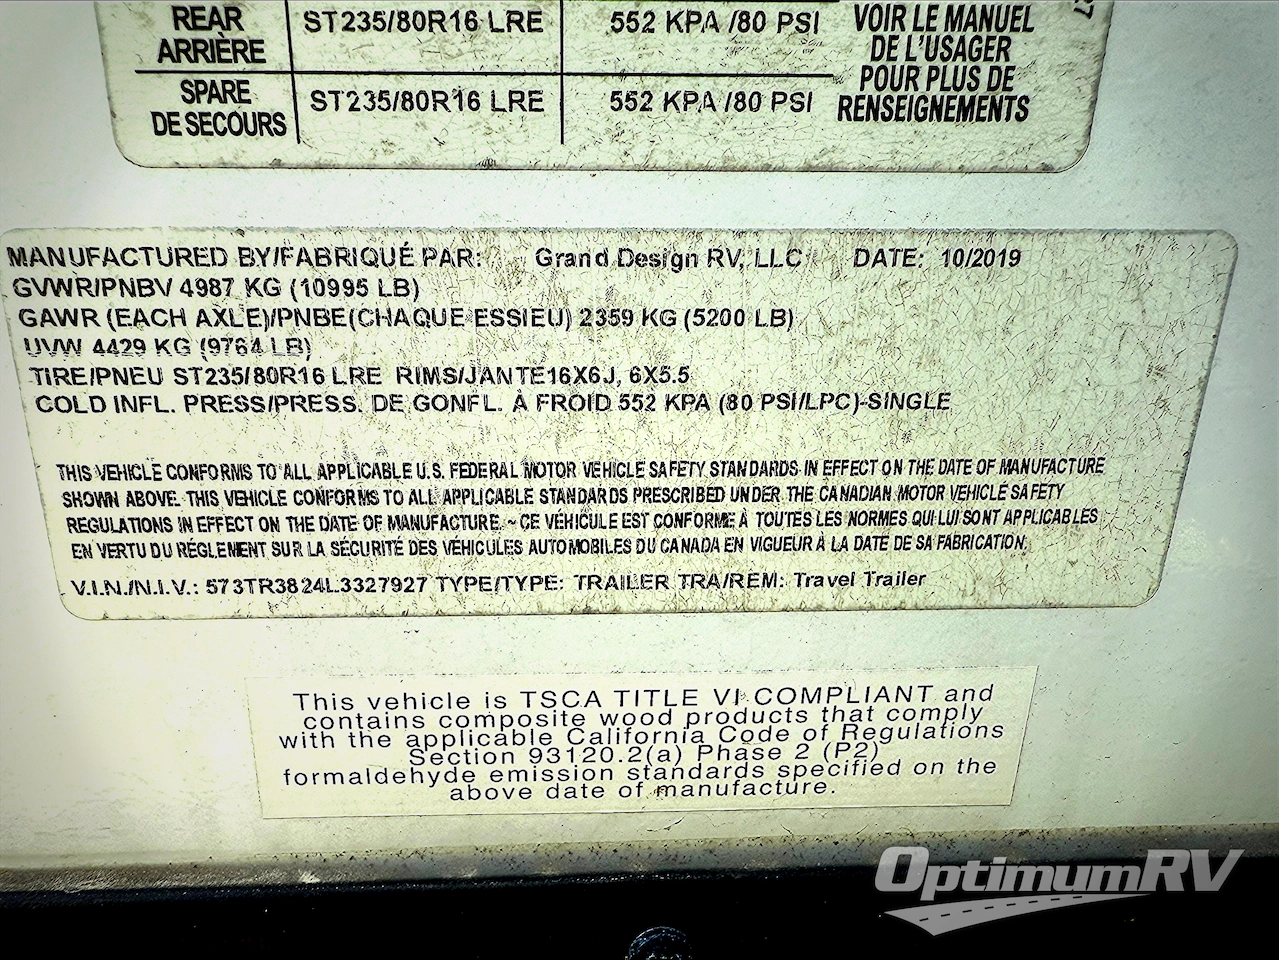 REAR
ARRIÈRE
ST235/80R16 LRE
552 KPA /80 PSI
SPARE
DE SECOURS
ST235/80R16 LRE
552 KPA /80 PSI
VOIR LE MANUEL
DE L'USAGER
POUR PLUS DE
RENSEIGNEMENTS
MANUFACTURED BY/FABRIQUÉ PAR: Grand Design RV, LLC DATE: 10/2019
GVWR/PNBV 4987 KG (10995 LB)
GAWR (EACH AXLE)/PNBE(CHAQUE ESSIEU) 2359 KG (5200 LB)
UVW 4429 KG (9764 LB)
TIRE/PNEU ST235/80R16 LRE RIMS/JANTE16X6J, 6X5.5
COLD INFL. PRESS/PRESS. DE GONFL. À FROID 552 KPA (80 PSI/LPC)-SINGLE
THIS VEHICLE CONFORMS TO ALL APPLICABLE U.S. FEDERAL MOTOR VEHICLE SAFETY STANDARDS IN EFFECT ON THE DATE OF MANUFACTURE
SHOWN ABOVE. THIS VEHICLE CONFORMS TO ALL APPLICABLE STANDARDS PRESCRIBED UNDER THE CANADIAN MOTOR VEHICLE SAFETY
REGULATIONS IN EFFECT ON THE DATE OF MANUFACTURE. ~ CE VÉHICULE EST CONFORME À TOUTES LES NORMES QUI LUI SONT APPLICABLES
EN VERTU DU RÉGLEMENT SUR LA SÉCURITÉ DES VÉHICULES AUTOMOBILES DU CANADA EN VIGUEUR À LA DATE DE SA FABRICATION.
V.I.N./N.I.V.: 573TR3824L3327927 TYPE/TYPE: TRAILER TRA/REM: Travel Trailer
This vehicle is TSCA TITLE VI COMPLIANT and
contains composite wood products that comply
with the applicable California Code of Regulations
Section 93120.2(a) Phase 2 (P2)
formaldehyde emission standards specified on the
above date of manufacture.
OptimumRV